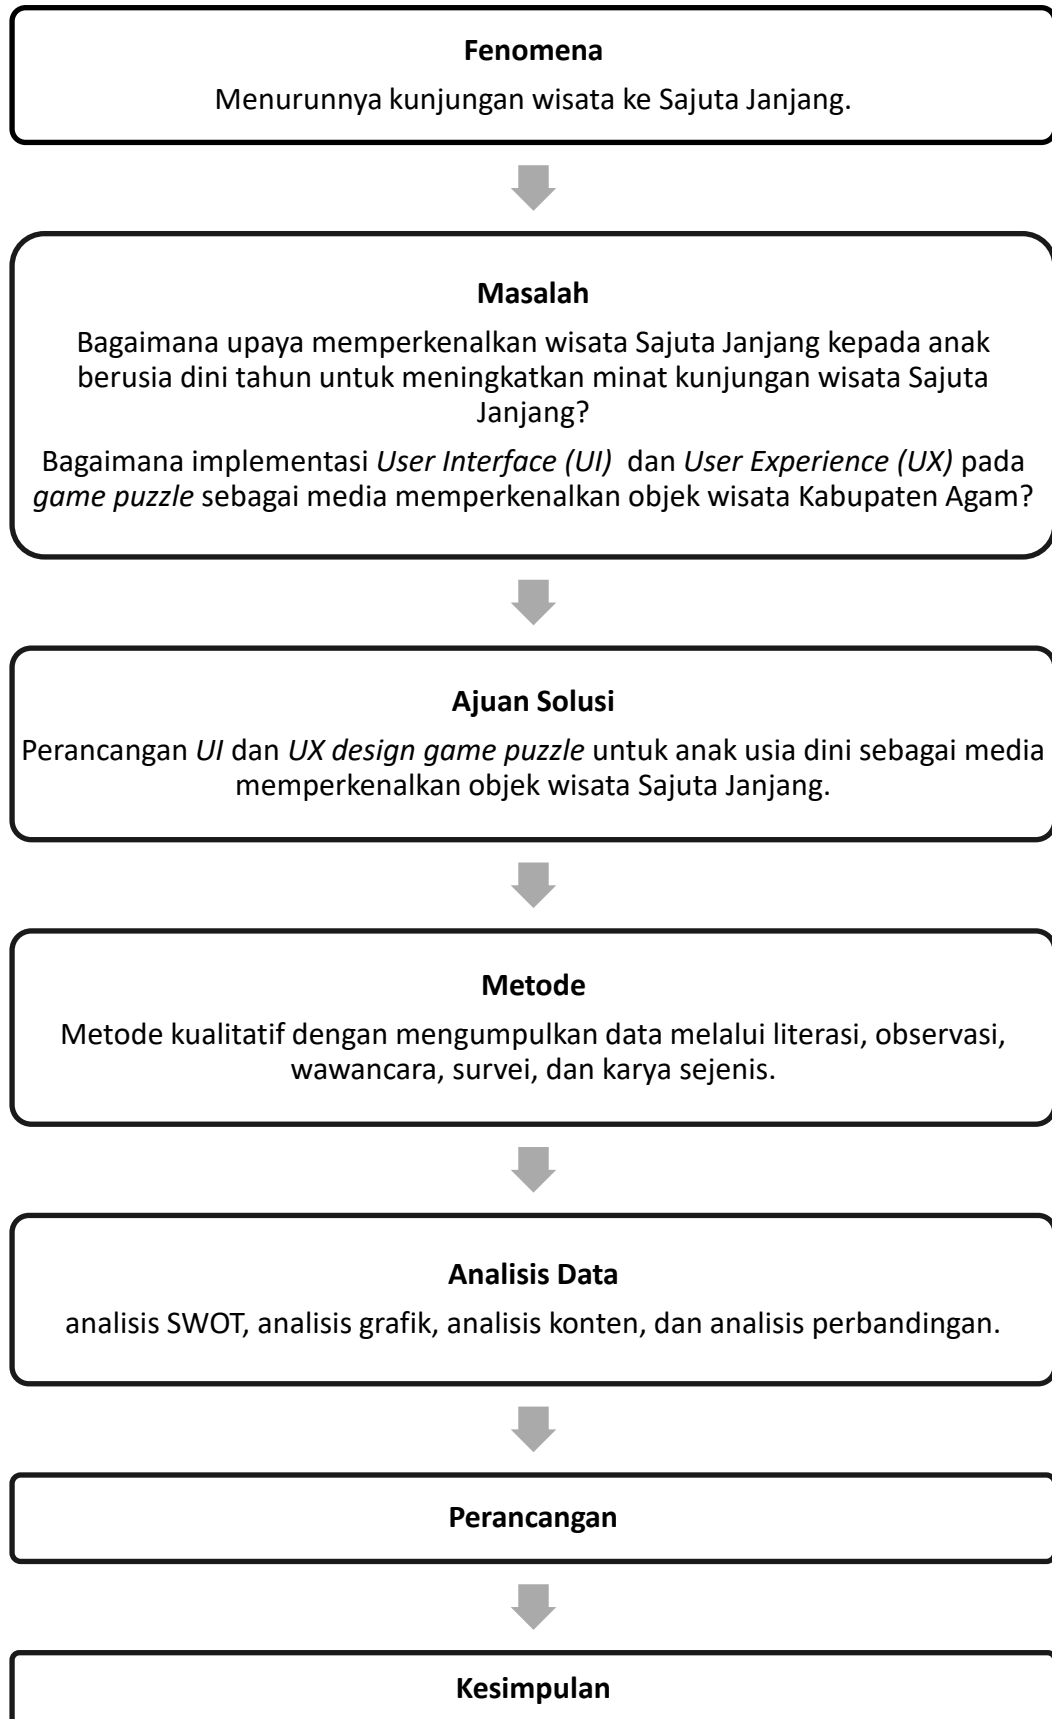 Fenomena
Menurunnya kunjungan wisata ke Sajuta Janjang.
Masalah
Bagaimana upaya memperkenalkan wisata Sajuta Janjang kepada anak
berusia dini tahun untuk meningkatkan minat kunjungan wisata Sajuta
Janjang?
Bagaimana implementasi User Interface (UI) dan User Experience (UX) pada
game puzzle sebagai media memperkenalkan objek wisata Kabupaten Agam?
Ajuan Solusi
Perancangan UI dan UX design game puzzle untuk anak usia dini sebagai media
memperkenalkan objek wisata Sajuta Janjang.
Metode
Metode kualitatif dengan mengumpulkan data melalui literasi, observasi,
wawancara, survei, dan karya sejenis.
Analisis Data
analisis SWOT, analisis grafik, analisis konten, dan analisis perbandingan.
Perancangan
Kesimpulan